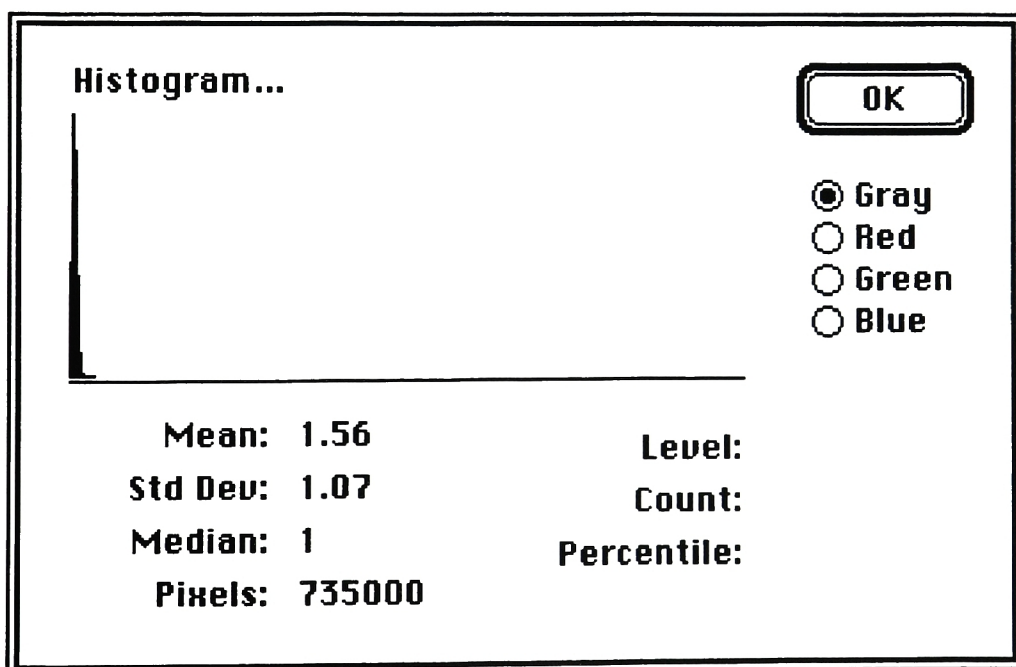 Histogram...
OK
Gray
Red
Green
Blue
Mean: 1.56
Std Dev: 1.07
Median: 1
Pixels: 735000
Level:
Count:
Percentile: